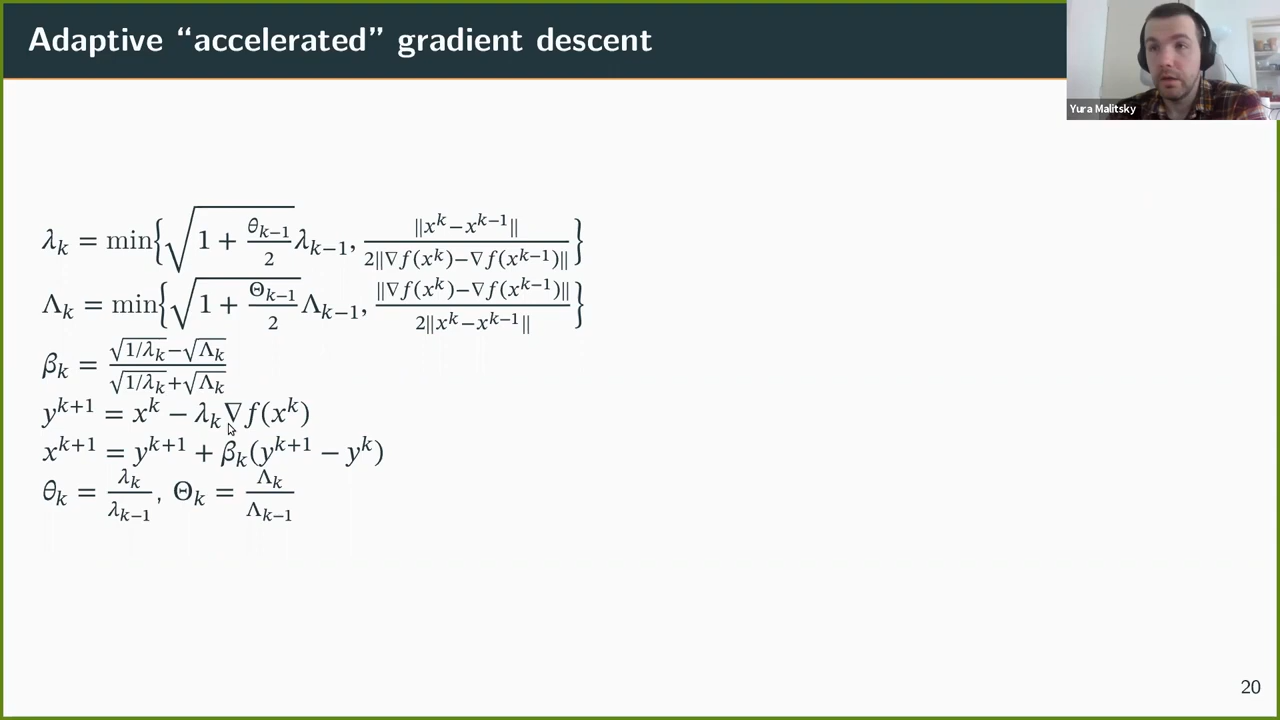 Adaptive “accelerated” gradient descent
Yura Malitsky
λ_k = min{√(1 + θ_{k−1}/2) λ_{k−1}, ‖x^k−x^{k−1}‖ / 2‖∇f(x^k)−∇f(x^{k−1})‖}
Λ_k = min{√(1 + Θ_{k−1}/2) Λ_{k−1}, ‖∇f(x^k)−∇f(x^{k−1})‖ / 2‖x^k−x^{k−1}‖}
β_k = (√(1/λ_k)−√Λ_k) / (√(1/λ_k)+√Λ_k)
y^{k+1} = x^k − λ_k∇f(x^k)
x^{k+1} = y^{k+1} + β_k(y^{k+1} − y^k)
θ_k = λ_k/λ_{k−1}, Θ_k = Λ_k/Λ_{k−1}
20